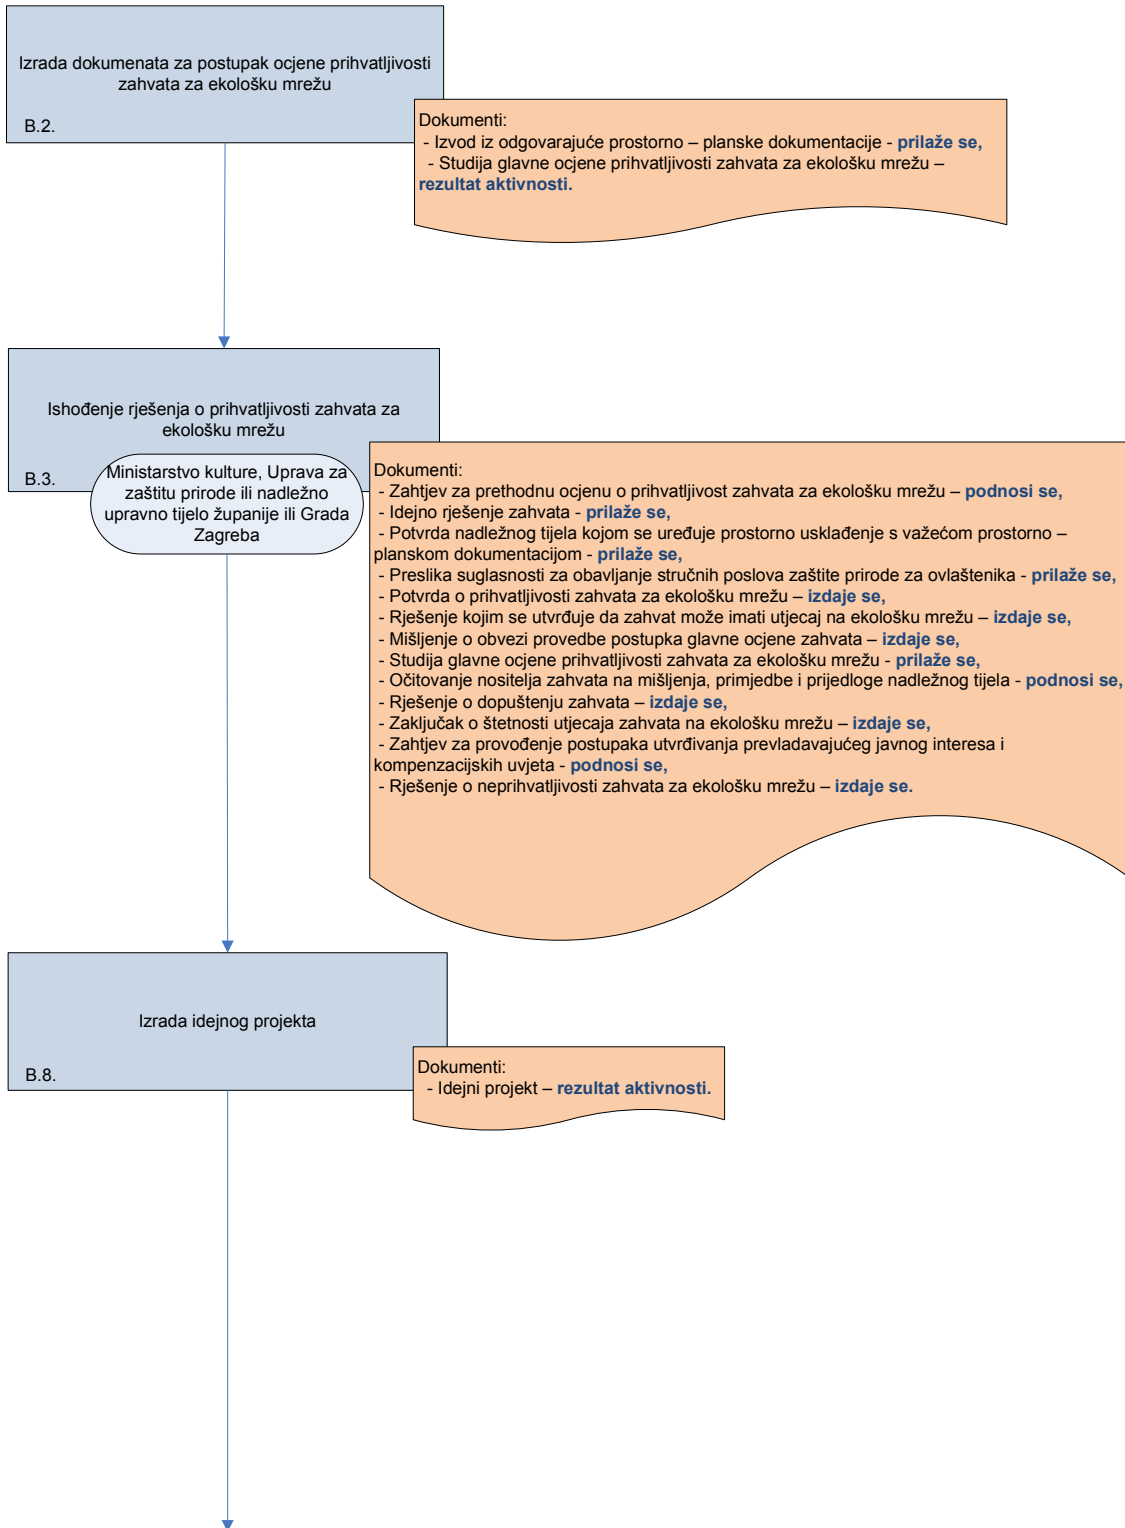 Izrada dokumenata za postupak ocjene prihvatljivosti
zahvata za ekološku mrežu
B.2.
Dokumenti:
- Izvod iz odgovarajuće prostorno – planske dokumentacije - prilaže se,
- Studija glavne ocjene prihvatljivosti zahvata za ekološku mrežu –
rezultat aktivnosti.
Ishođenje rješenja o prihvatljivosti zahvata za
ekološku mrežu
B.3.
Ministarstvo kulture, Uprava za
zaštitu prirode ili nadležno
upravno tijelo županije ili Grada
Zagreba
Dokumenti:
- Zahtjev za prethodnu ocjenu o prihvatljivost zahvata za ekološku mrežu – podnosi se,
- Idejno rješenje zahvata - prilaže se,
- Potvrda nadležnog tijela kojom se uređuje prostorno usklađenje s važećom prostorno –
planskom dokumentacijom - prilaže se,
- Preslika suglasnosti za obavljanje stručnih poslova zaštite prirode za ovlaštenika - prilaže se,
- Potvrda o prihvatljivosti zahvata za ekološku mrežu – izdaje se,
- Rješenje kojim se utvrđuje da zahvat može imati utjecaj na ekološku mrežu – izdaje se,
- Mišljenje o obvezi provedbe postupka glavne ocjene zahvata – izdaje se,
- Studija glavne ocjene prihvatljivosti zahvata za ekološku mrežu - prilaže se,
- Očitovanje nositelja zahvata na mišljenja, primjedbe i prijedloge nadležnog tijela - podnosi se,
- Rješenje o dopuštenju zahvata – izdaje se,
- Zaključak o štetnosti utjecaja zahvata na ekološku mrežu – izdaje se,
- Zahtjev za provođenje postupaka utvrđivanja prevladavajućeg javnog interesa i
kompenzacijskih uvjeta - podnosi se,
- Rješenje o neprihvatljivosti zahvata za ekološku mrežu – izdaje se.
Izrada idejnog projekta
B.8.
Dokumenti:
- Idejni projekt – rezultat aktivnosti.